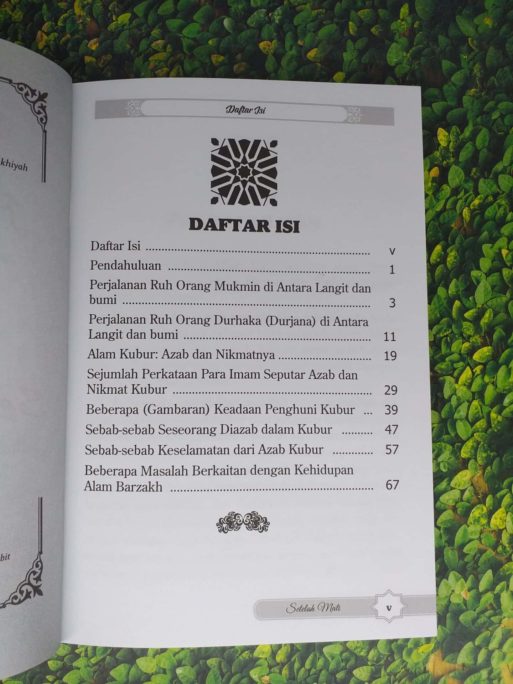 khiyah
bit
Daftar Isi
DAFTAR ISI
Daftar Isi ........................................................ v
Pendahuluan .................................................. 1
Perjalanan Ruh Orang Mukmin di Antara Langit dan
bumi .............................................................. 3
Perjalanan Ruh Orang Durhaka (Durjana) di Antara
Langit dan bumi ................................................ 11
Alam Kubur: Azab dan Nikmatnya ........................ 19
Sejumlah Perkataan Para Imam Seputar Azab dan
Nikmat Kubur .................................................. 29
Beberapa (Gambaran) Keadaan Penghuni Kubur ... 39
Sebab-sebab Seseorang Diazab dalam Kubur .......... 47
Sebab-sebab Keselamatan dari Azab Kubur ............ 57
Beberapa Masalah Berkaitan dengan Kehidupan
Alam Barzakh .................................................. 67
Setelah Mati
v